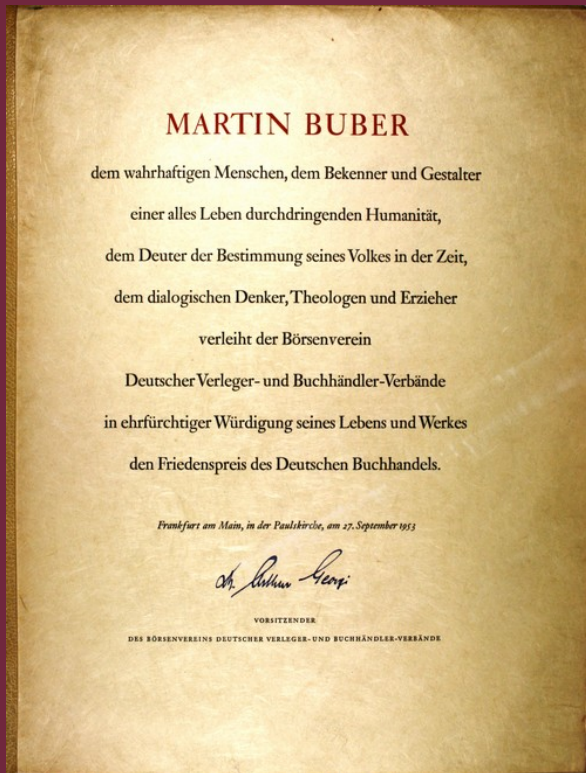 MARTIN BUBER
dem wahrhaftigen Menschen, dem Bekenner und Gestalter
einer alles Leben durchdringenden Humanität,
dem Deuter der Bestimmung seines Volkes in der Zeit,
dem dialogischen Denker, Theologen und Erzieher
verleiht der Börsenverein
Deutscher Verleger- und Buchhändler-Verbände
in ehrfürchtiger Würdigung seines Lebens und Werkes
den Friedenspreis des Deutschen Buchhandels.
Frankfurt am Main, in der Paulskirche, am 27. September 1953
Dr. Arthur Georgi
VORSITZENDER
DES BÖRSENVEREINS DEUTSCHER VERLEGER- UND BUCHHÄNDLER-VERBÄNDE